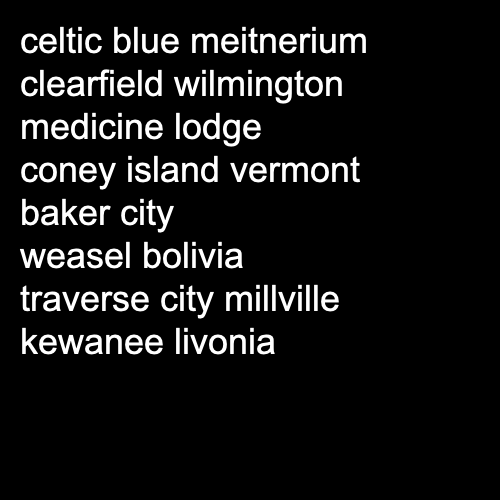 celtic blue meitnerium
clearfield wilmington
medicine lodge
coney island vermont
baker city
weasel bolivia
traverse city millville
kewanee livonia